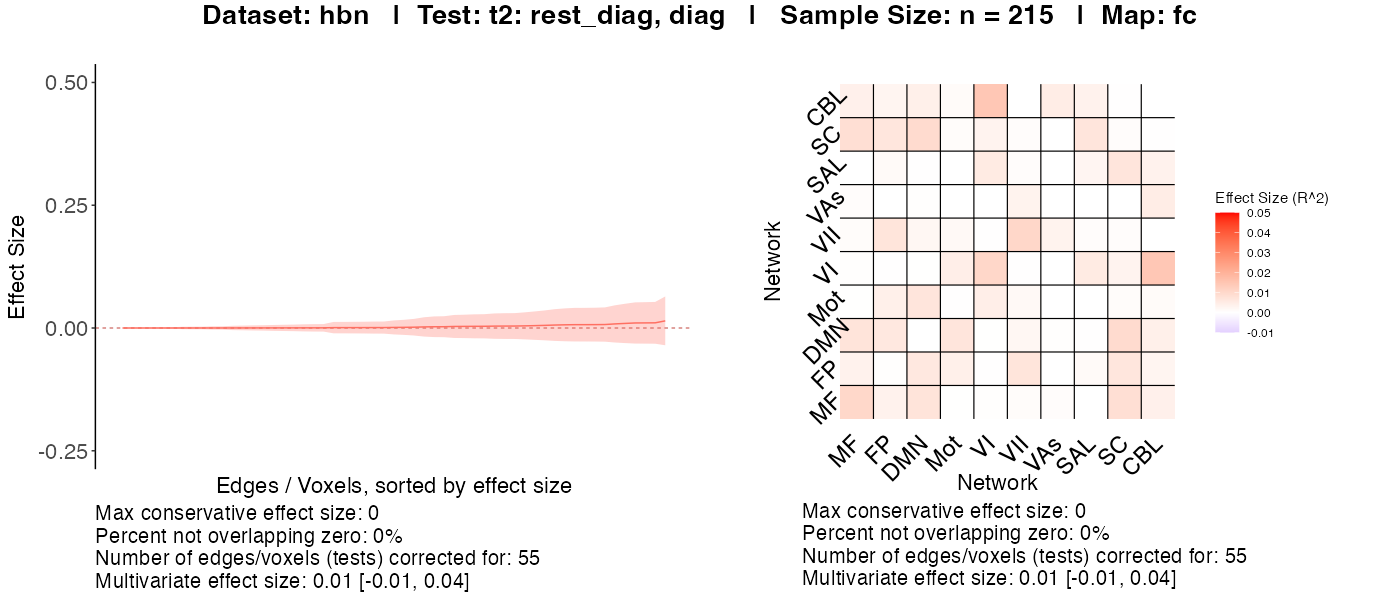 Dataset: hbn | Test: t2: rest_diag, diag | Sample Size: n = 215 | Map: fc
0.50
0.25
0.00
-0.25
Effect Size
Edges / Voxels, sorted by effect size
Max conservative effect size: 0
Percent not overlapping zero: 0%
Number of edges/voxels (tests) corrected for: 55
Multivariate effect size: 0.01 [-0.01, 0.04]
Network
CBL
SC
SAL
VAs
VII
VI
Mot
DMN
FP
MF
MF FP DMN Mot VI VII VAs SAL SC CBL
Network
Effect Size (R^2)
0.05
0.04
0.03
0.02
0.01
0.00
-0.01
Max conservative effect size: 0
Percent not overlapping zero: 0%
Number of edges/voxels (tests) corrected for: 55
Multivariate effect size: 0.01 [-0.01, 0.04]